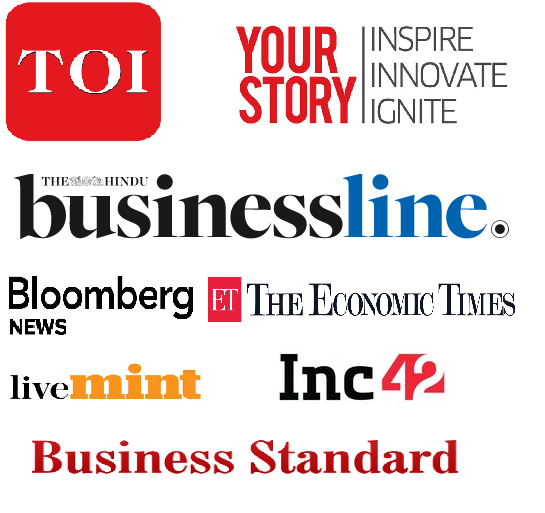 TOI
YOUR
STORY
INSPIRE
INNOVATE
IGNITE
THE HINDU
businessline.
Bloomberg
NEWS
ET THE ECONOMIC TIMES
livemint
Inc42
Business Standard